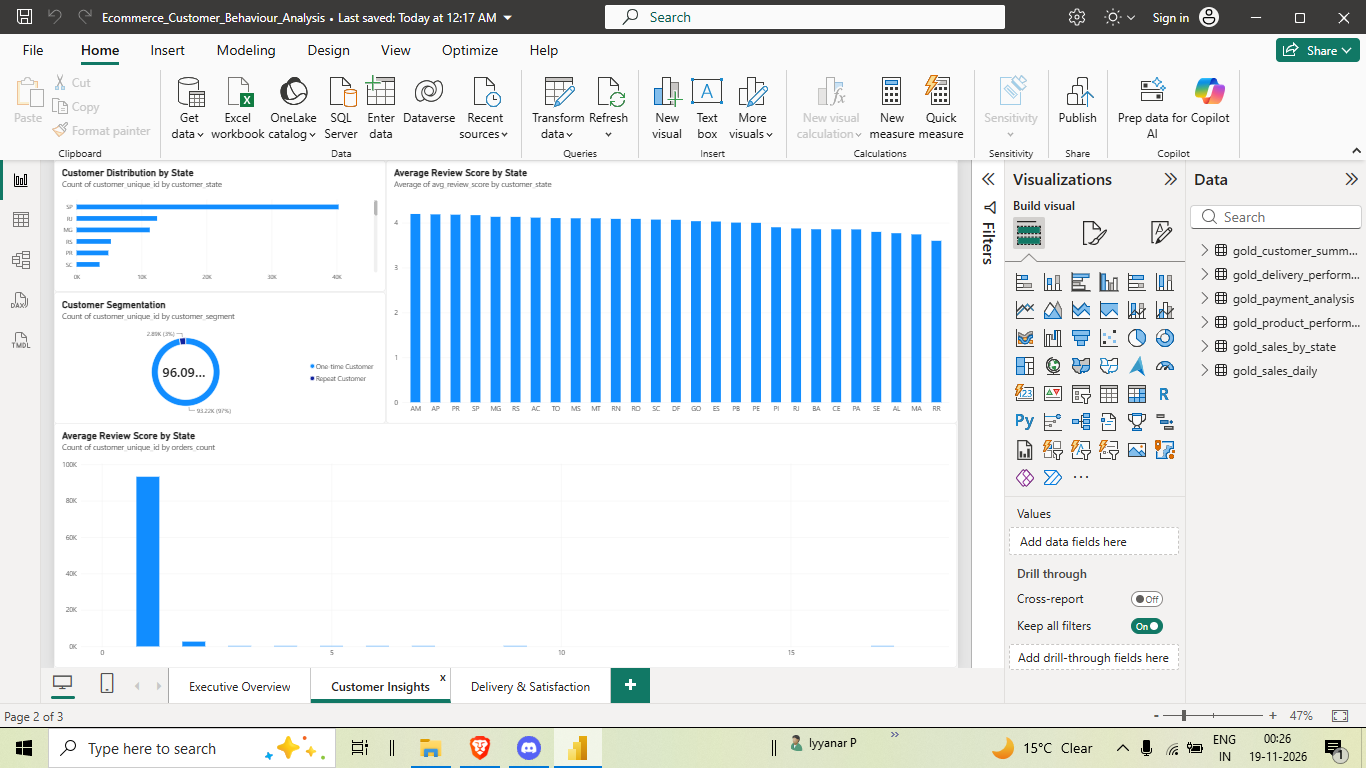 Ecommerce_Customer_Behaviour_Analysis • Last saved: Today at 12:17 AM
Search
Sign in
File
Home
Insert
Modeling
Design
View
Optimize
Help
Share
Paste
Cut
Copy
Format painter
Clipboard
Get data
Excel workbook
OneLake catalog
SQL Server
Enter data
Dataverse
Recent sources
Data
Transform data
Refresh
Queries
New visual
Text box
More visuals
Insert
New visual calculation
New measure
Quick measure
Calculations
Sensitivity
Sensitivity
Publish
Share
Prep data for AI
Copilot
Copilot
DAX
TMDL
Customer Distribution by State
Count of customer_unique_id by customer_state
SP
RJ
MG
RS
PR
SC
0K 10K 20K 30K 40K
Customer Segmentation
Count of customer_unique_id by customer_segment
2.89K (3%)
96.09...
93.22K (97%)
One-time Customer
Repeat Customer
Average Review Score by State
Average of avg_review_score by customer_state
4
3
2
1
0
AM AP PR SP MG RS AC TO MS MT RN RO SC DF GO ES PB PE PI RJ BA CE PA SE AL MA RR
Average Review Score by State
Count of customer_unique_id by orders_count
100K
80K
60K
40K
20K
0K
0 5 10 15
Filters
Visualizations
Build visual
123
R
Py
...
Values
Add data fields here
Drill through
Cross-report
Off
Keep all filters
On
Add drill-through fields here
Data
Search
gold_customer_summ...
gold_delivery_perform...
gold_payment_analysis
gold_product_perform...
gold_sales_by_state
gold_sales_daily
Executive Overview
Customer Insights
x
Delivery & Satisfaction
+
Page 2 of 3
- + 47%
Type here to search
Iyyanar P
15°C Clear
ENG
IN
00:26
19-11-2026
1